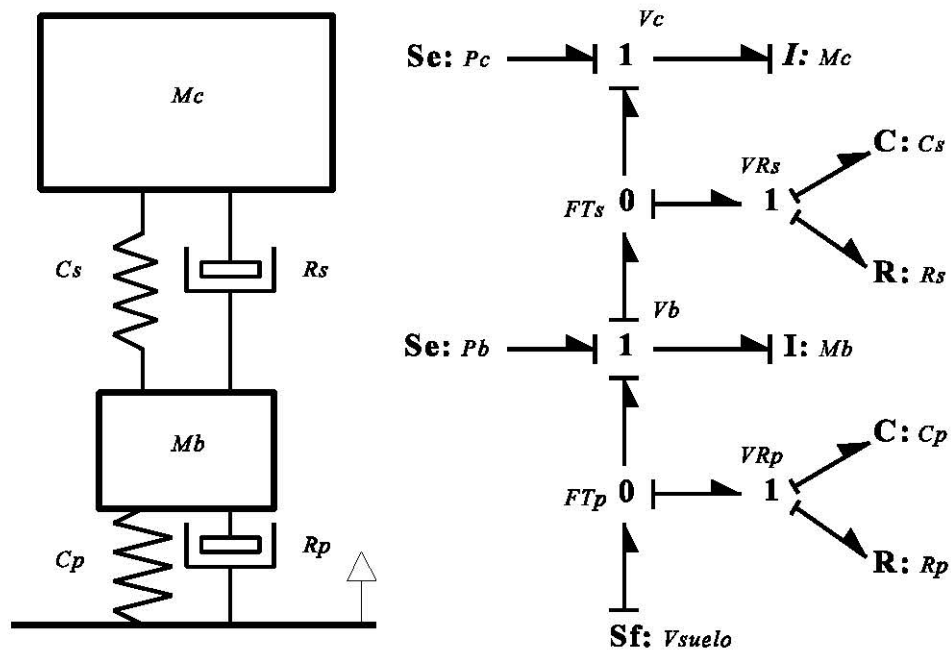 Mc
Cs
Rs
Mb
Cp
Rp
Vc
Se: Pc
1
I: Mc
C: Cs
VRs
FTs
0
1
R: Rs
Vb
Se: Pb
1
I: Mb
C: Cp
VRp
FTp
0
1
R: Rp
Sf: Vsuelo